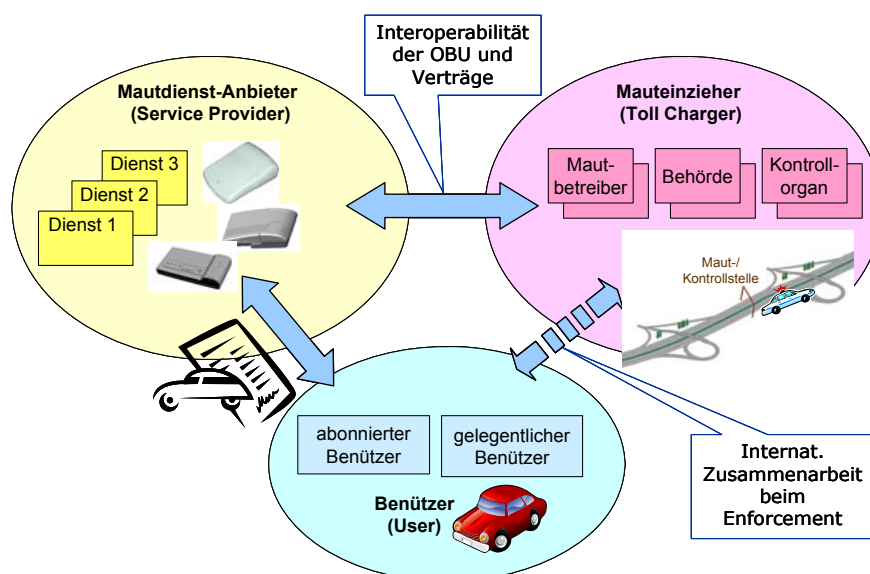 Interoperabilität
der OBU und
Verträge
Mautdienst-Anbieter
(Service Provider)
Dienst 3
Dienst 2
Dienst 1
Mauteinzieher
(Toll Charger)
Maut-
betreiber
Behörde
Kontroll-
organ
Maut-/
Kontrollstelle
abonnierter
Benützer
gelegentlicher
Benützer
Benützer
(User)
Internat.
Zusammenarbeit
beim
Enforcement